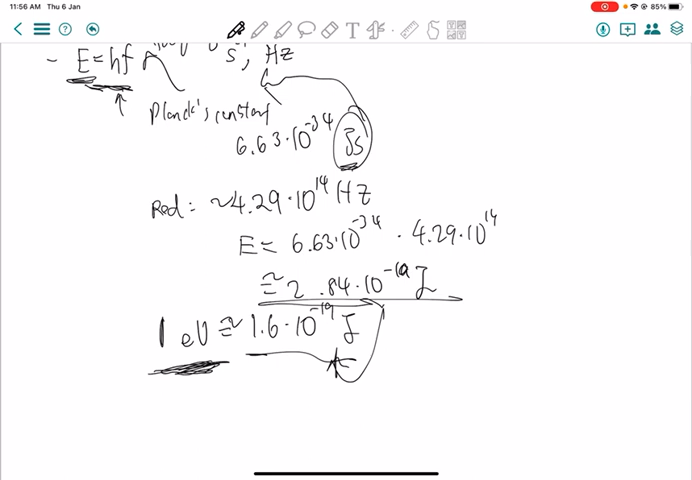 11:56 AM Thu 6 Jan 85%
- E = hf s⁻¹, Hz
Planck's constant
6.63·10⁻³⁴ Js
Red: ~4.29·10¹⁴ Hz
E = 6.63·10⁻³⁴ · 4.29·10¹⁴
≅ 2.84·10⁻¹⁹ J
1 eV ≅ 1.6·10⁻¹⁹ J